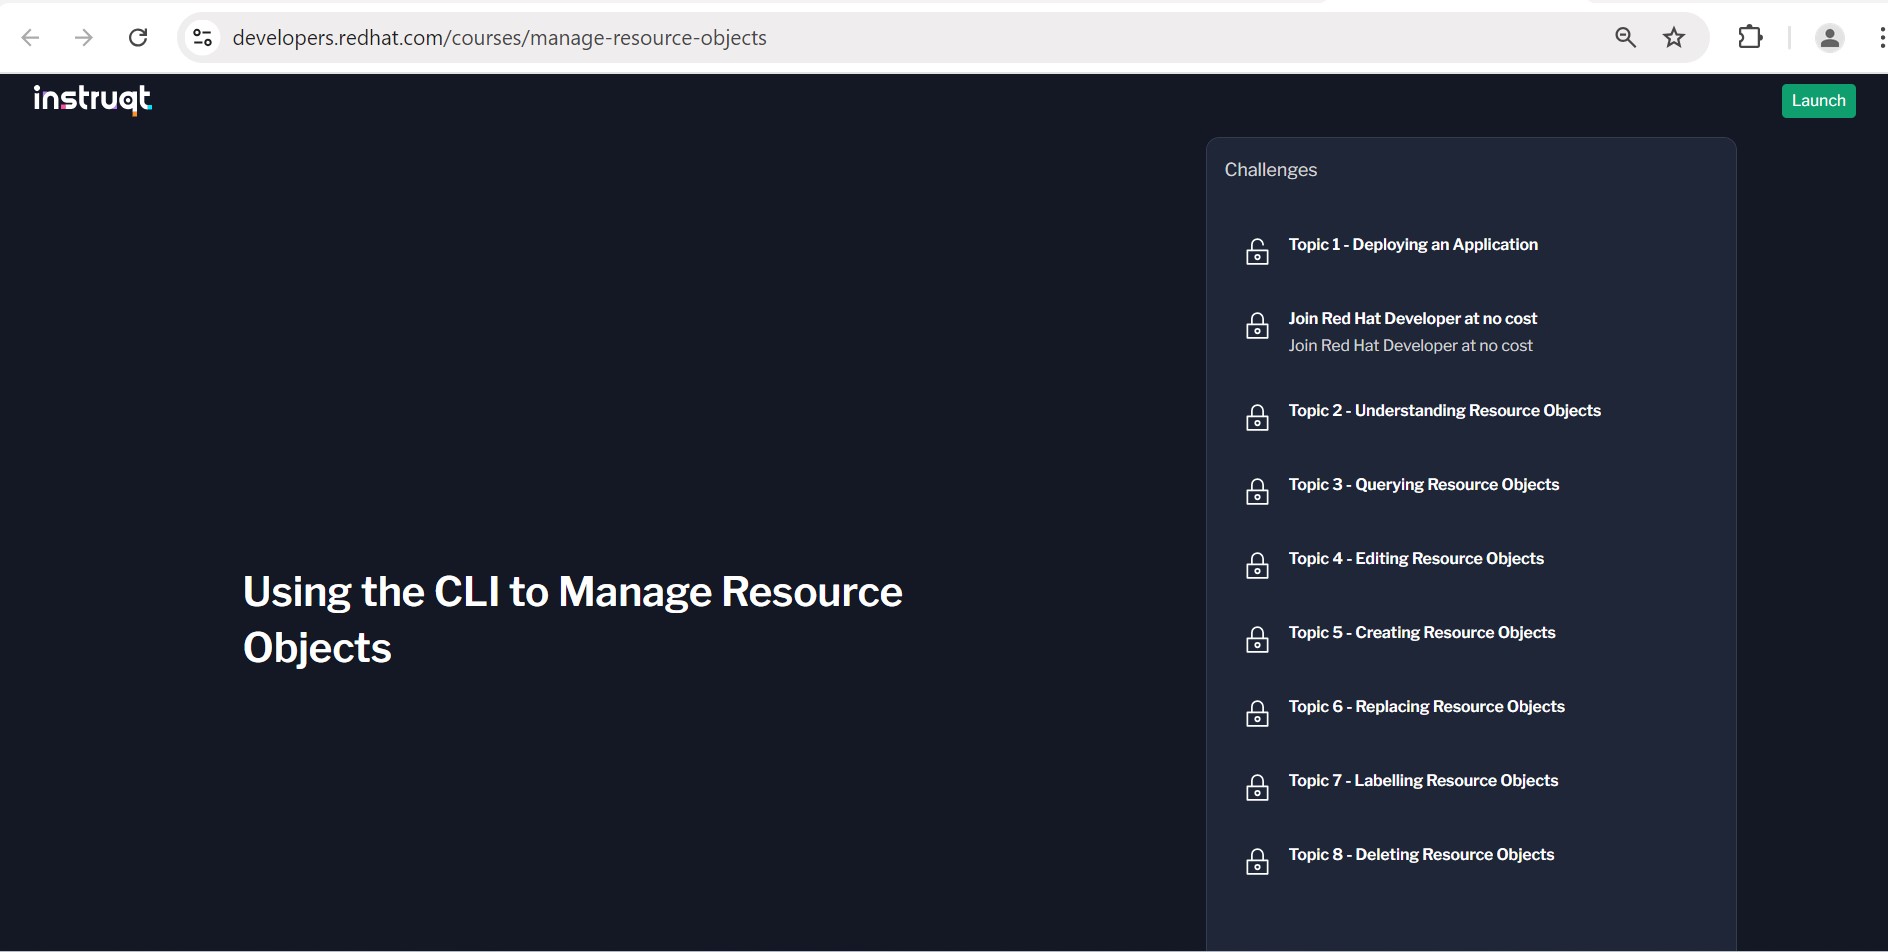 developers.redhat.com/courses/manage-resource-objects
instruqt
Launch
Challenges
Topic 1 - Deploying an Application
Join Red Hat Developer at no cost
Join Red Hat Developer at no cost
Topic 2 - Understanding Resource Objects
Topic 3 - Querying Resource Objects
Topic 4 - Editing Resource Objects
Using the CLI to Manage Resource
Objects
Topic 5 - Creating Resource Objects
Topic 6 - Replacing Resource Objects
Topic 7 - Labelling Resource Objects
Topic 8 - Deleting Resource Objects